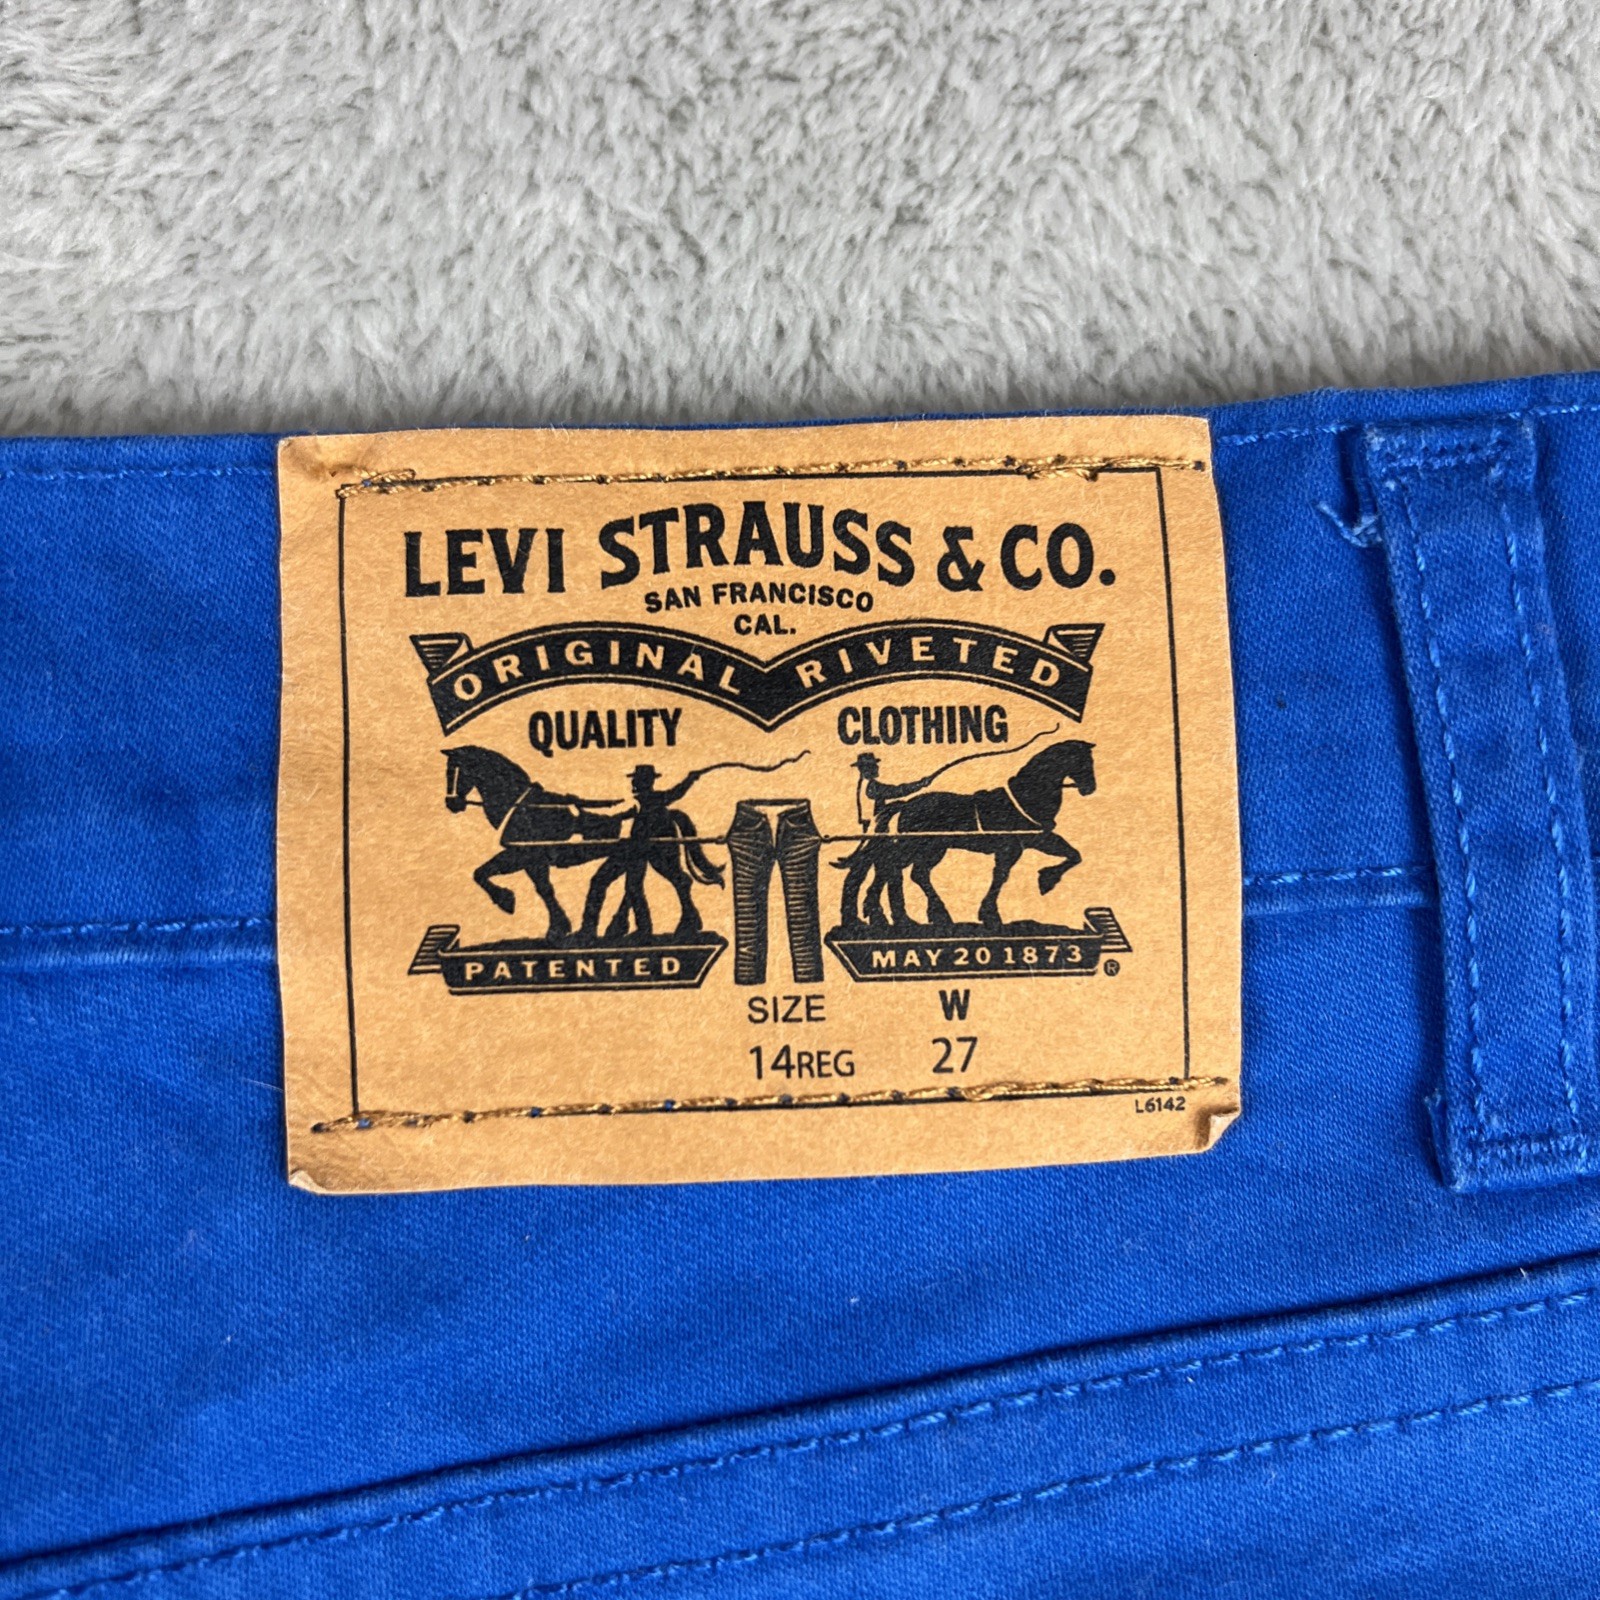 LEVI STRAUSS & CO.
SAN FRANCISCO
CAL.
ORIGINAL RIVETED
QUALITY CLOTHING
PATENTED MAY 20 1873 ®
SIZE W
14REG 27
L6142